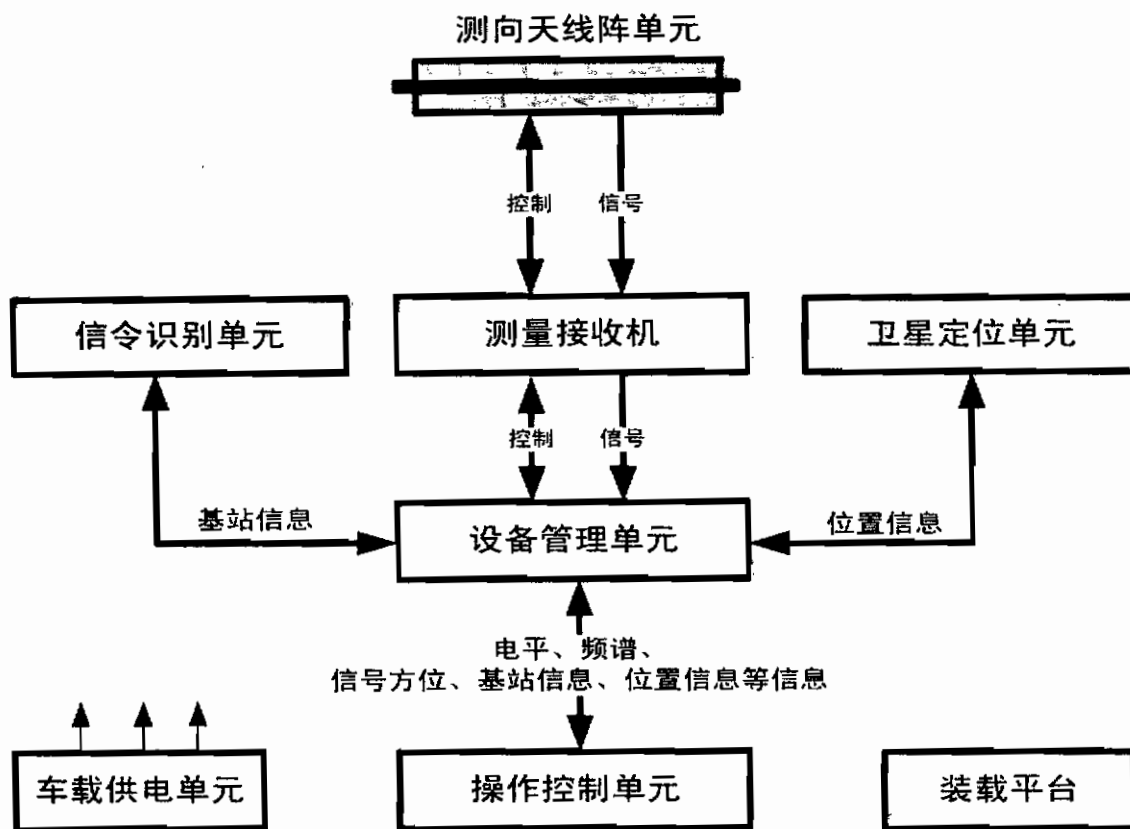 测向天线阵单元
控制
信号
信令识别单元
测量接收机
卫星定位单元
控制
信号
基站信息
设备管理单元
位置信息
电平、频谱、
信号方位、基站信息、位置信息等信息
车载供电单元
操作控制单元
装载平台